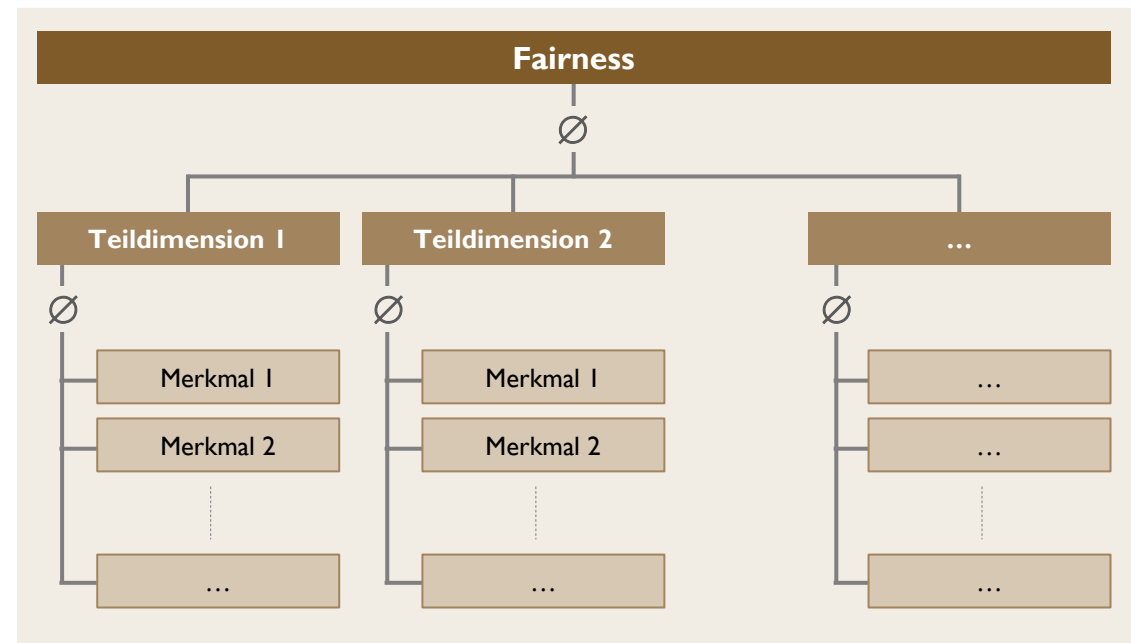 Fairness
∅
Teildimension 1
Teildimension 2
...
∅
∅
∅
Merkmal 1
Merkmal 1
...
Merkmal 2
Merkmal 2
...
...
...
...